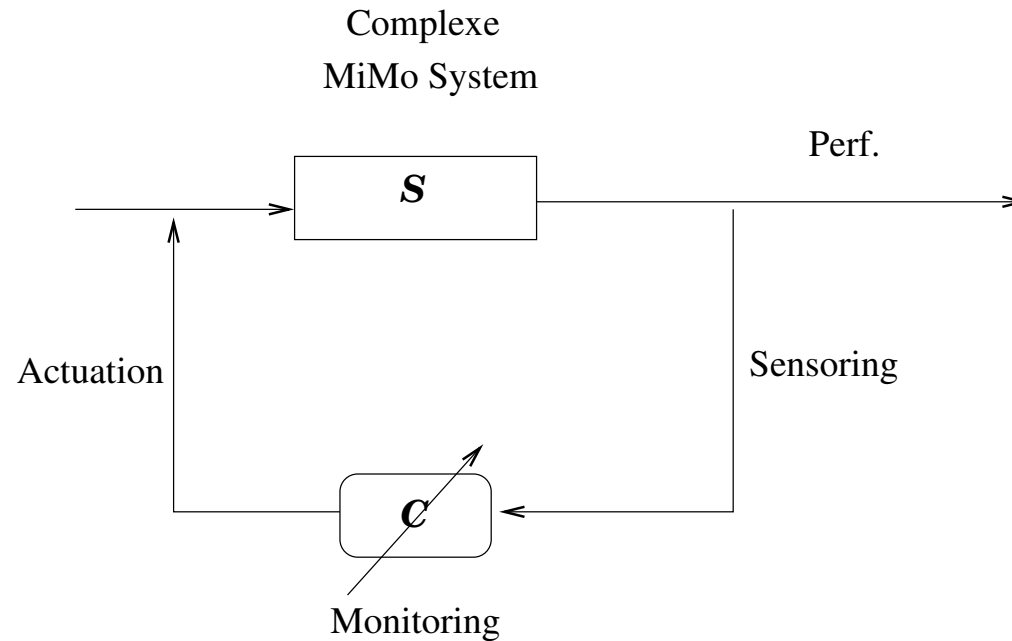 Complexe
MiMo System
Perf.
S
Actuation
Sensoring
C
Monitoring